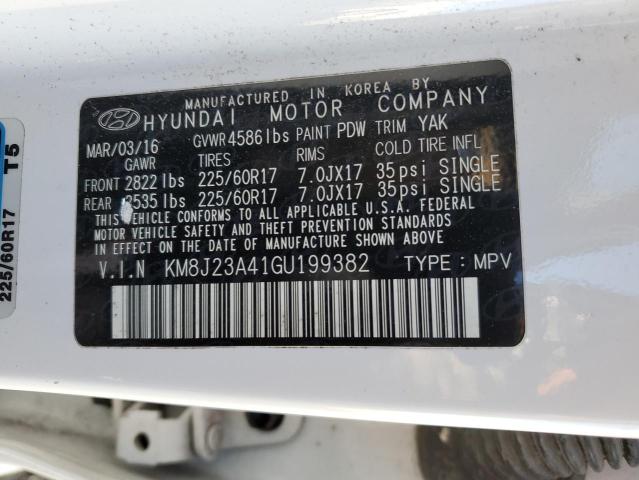 MANUFACTURED IN KOREA BY
HYUNDAI MOTOR COMPANY
MAR/03/16 GVWR 4586lbs PAINT PDW TRIM YAK
GAWR TIRES RIMS COLD TIRE INFL
FRONT 2822 lbs 225/60R17 7.0JX17 35psi SINGLE
REAR 2535 lbs 225/60R17 7.0JX17 35psi SINGLE
THIS VEHICLE CONFORMS TO ALL APPLICABLE U.S.A. FEDERAL
MOTOR VEHICLE SAFETY, BUMPER, AND THEFT PREVENTION STANDARDS
IN EFFECT ON THE DATE OF MANUFACTURE SHOWN ABOVE.
V.I.N KM8J23A41GU199382 TYPE : MPV
225/60R17 T5